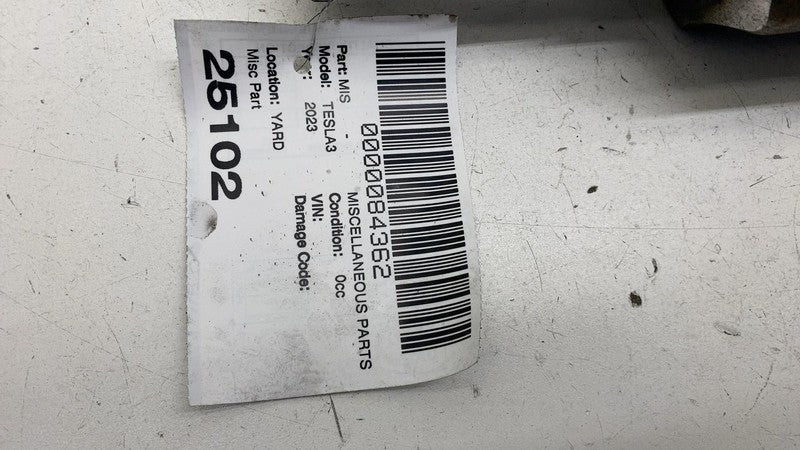 0000084362
Part: MIS - MISCELLANEOUS PARTS
Model: TESLA3 Condition: 0cc
Year: 2023 VIN:
Damage Code:
Location: YARD
Misc Part
25102